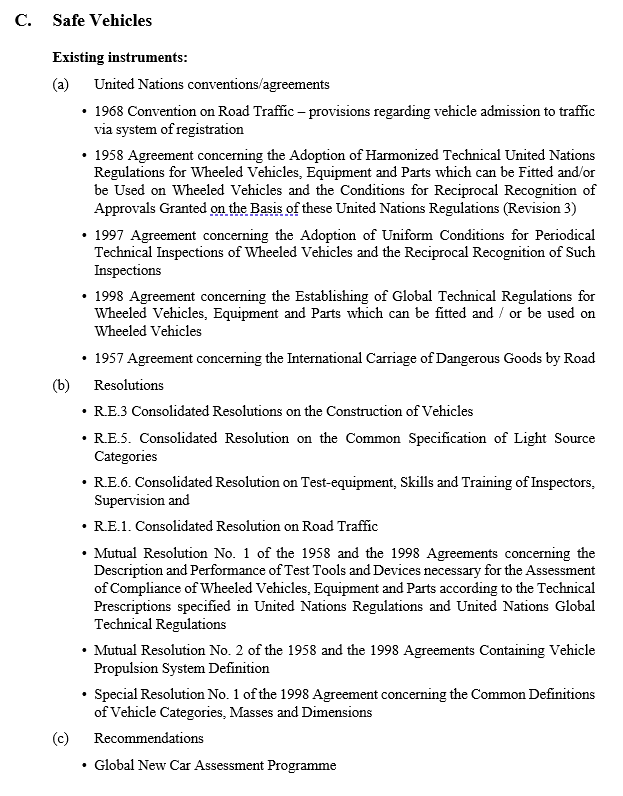 C. Safe Vehicles
Existing instruments:
(a) United Nations conventions/agreements
• 1968 Convention on Road Traffic – provisions regarding vehicle admission to traffic
via system of registration
• 1958 Agreement concerning the Adoption of Harmonized Technical United Nations
Regulations for Wheeled Vehicles, Equipment and Parts which can be Fitted and/or
be Used on Wheeled Vehicles and the Conditions for Reciprocal Recognition of
Approvals Granted on the Basis of these United Nations Regulations (Revision 3)
• 1997 Agreement concerning the Adoption of Uniform Conditions for Periodical
Technical Inspections of Wheeled Vehicles and the Reciprocal Recognition of Such
Inspections
• 1998 Agreement concerning the Establishing of Global Technical Regulations for
Wheeled Vehicles, Equipment and Parts which can be fitted and / or be used on
Wheeled Vehicles
• 1957 Agreement concerning the International Carriage of Dangerous Goods by Road
(b) Resolutions
• R.E.3 Consolidated Resolutions on the Construction of Vehicles
• R.E.5. Consolidated Resolution on the Common Specification of Light Source
Categories
• R.E.6. Consolidated Resolution on Test-equipment, Skills and Training of Inspectors,
Supervision and
• R.E.1. Consolidated Resolution on Road Traffic
• Mutual Resolution No. 1 of the 1958 and the 1998 Agreements concerning the
Description and Performance of Test Tools and Devices necessary for the Assessment
of Compliance of Wheeled Vehicles, Equipment and Parts according to the Technical
Prescriptions specified in United Nations Regulations and United Nations Global
Technical Regulations
• Mutual Resolution No. 2 of the 1958 and the 1998 Agreements Containing Vehicle
Propulsion System Definition
• Special Resolution No. 1 of the 1998 Agreement concerning the Common Definitions
of Vehicle Categories, Masses and Dimensions
(c) Recommendations
• Global New Car Assessment Programme